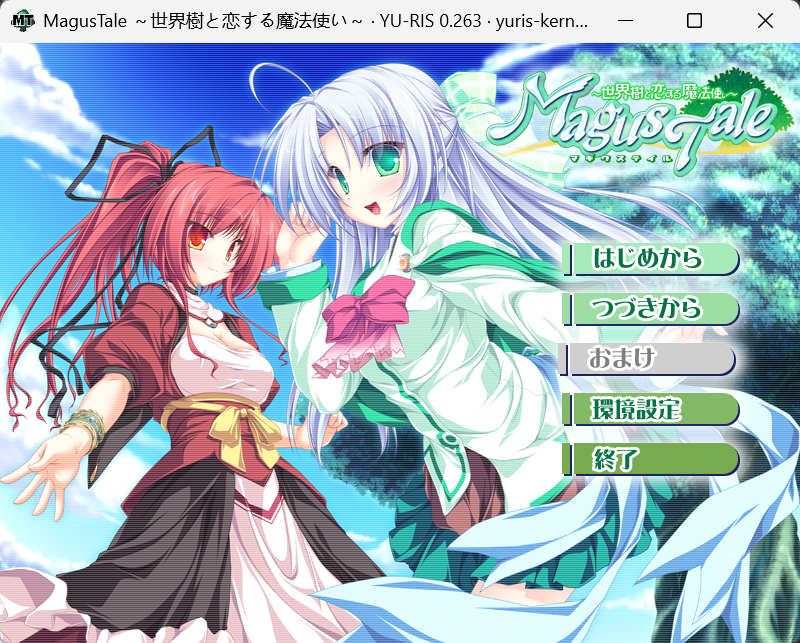 MagusTale ～世界樹と恋する魔法使い～ · YU-RIS 0.263 · yuris-kern...
～世界樹と恋する魔法使い～
MagusTale
マギウステイル
はじめから
つづきから
おまけ
環境設定
終了